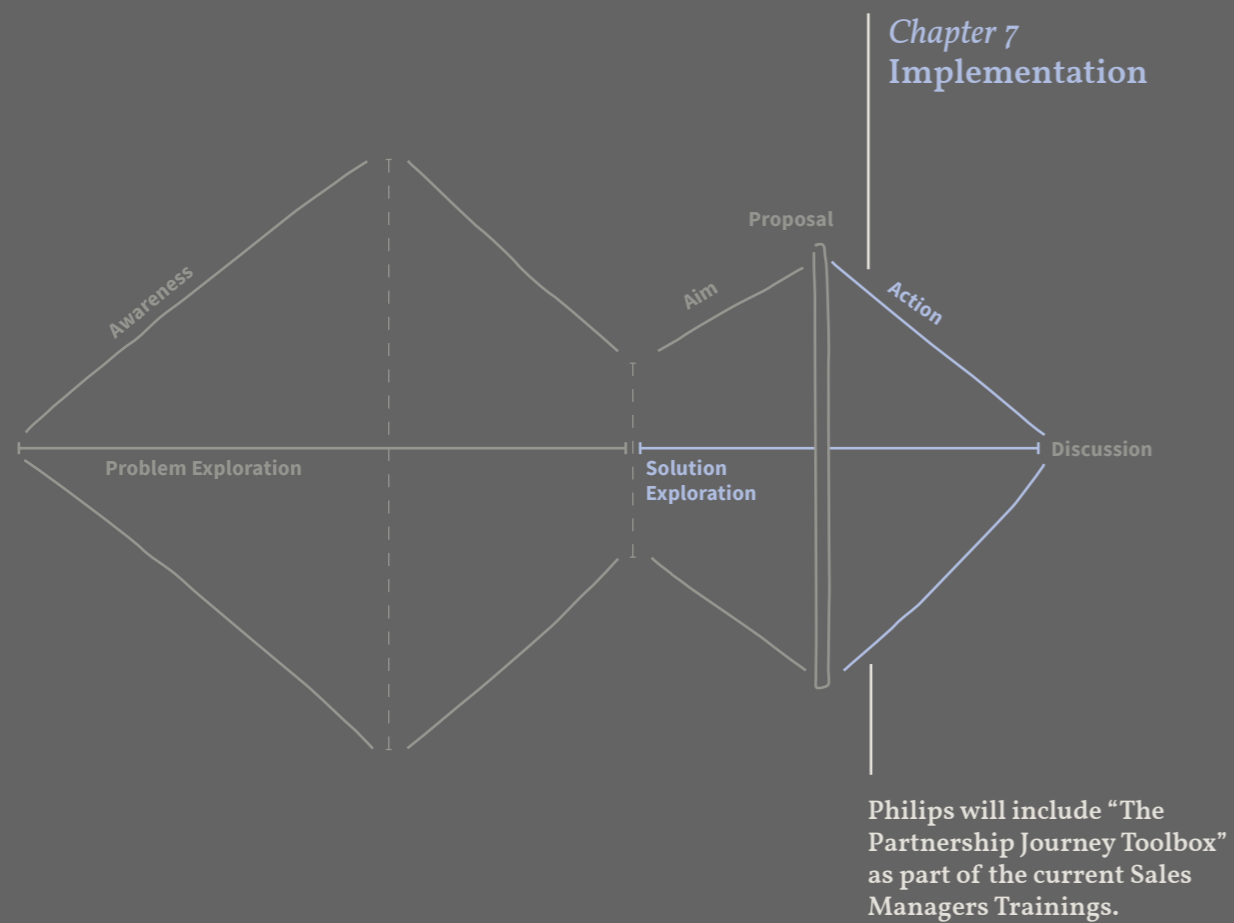 Chapter 7
Implementation
Proposal
Awareness
Aim
Action
Problem Exploration
Solution
Exploration
Discussion
Philips will include “The
Partnership Journey Toolbox”
as part of the current Sales
Managers Trainings.